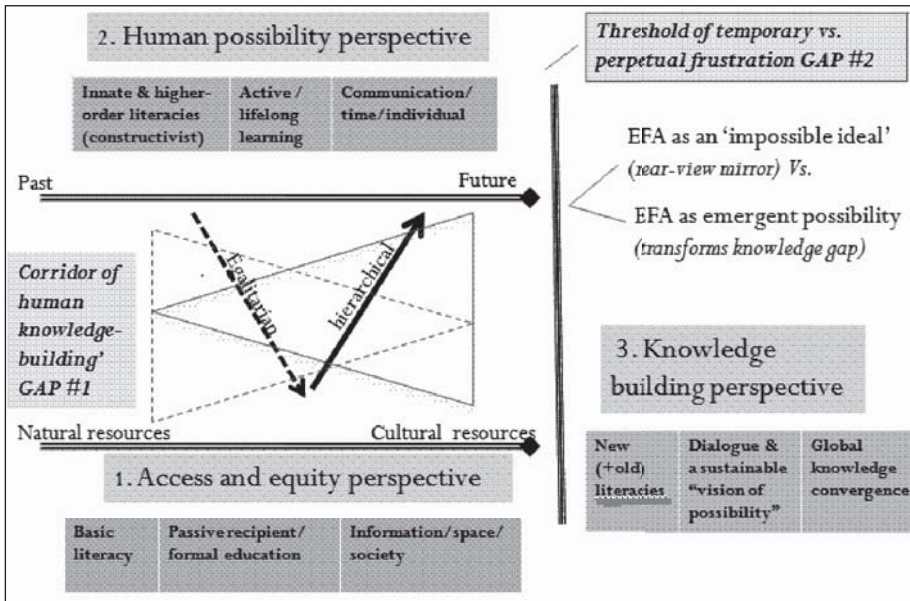 2. Human possibility perspective
Innate & higher-
order literacies
(constructivist)
Active /
lifelong
learning
Communication/
time/individual
Past
Future
Corridor of
human
knowledge-
building’
GAP #1
Egalitarian
hierarchical
Natural resources
Cultural resources
1. Access and equity perspective
Basic
literacy
Passive recipient/
formal education
Information/space/
society
Threshold of temporary vs.
perpetual frustration GAP #2
EFA as an ‘impossible ideal’
(rear-view mirror) Vs.
EFA as emergent possibility
(transforms knowledge gap)
3. Knowledge
building perspective
New
(+old)
literacies
Dialogue &
a sustainable
“vision of
possibility”
Global
knowledge
convergence